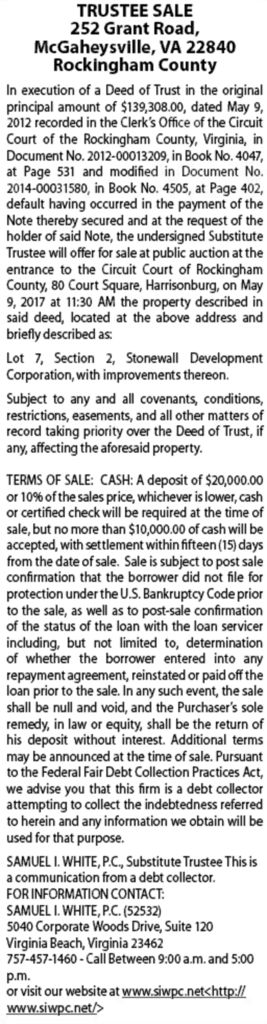 TRUSTEE SALE
252 Grant Road,
McGaheysville, VA 22840
Rockingham County
In execution of a Deed of Trust in the original
principal amount of $139,308.00, dated May 9,
2012 recorded in the Clerk's Office of the Circuit
Court of the Rockingham County, Virginia, in
Document No. 2012-00013209, in Book No. 4047,
at Page 531 and modified in Document No.
2014-00031580, in Book No. 4505, at Page 402,
default having occurred in the payment of the
Note thereby secured and at the request of the
holder of said Note, the undersigned Substitute
Trustee will offer for sale at public auction at the
entrance to the Circuit Court of Rockingham
County, 80 Court Square, Harrisonburg, on May
9, 2017 at 11:30 AM the property described in
said deed, located at the above address and
briefly described as:
Lot 7, Section 2, Stonewall Development
Corporation, with improvements thereon.
Subject to any and all covenants, conditions,
restrictions, easements, and all other matters of
record taking priority over the Deed of Trust, if
any, affecting the aforesaid property.
TERMS OF SALE: CASH: A deposit of $20,000.00
or 10% of the sales price, whichever is lower, cash
or certified check will be required at the time of
sale, but no more than $10,000.00 of cash will be
accepted, with settlement within fifteen (15) days
from the date of sale. Sale is subject to post sale
confirmation that the borrower did not file for
protection under the U.S. Bankruptcy Code prior
to the sale, as well as to post-sale confirmation
of the status of the loan with the loan servicer
including, but not limited to, determination
of whether the borrower entered into any
repayment agreement, reinstated or paid off the
loan prior to the sale. In any such event, the sale
shall be null and void, and the Purchaser's sole
remedy, in law or equity, shall be the return of
his deposit without interest. Additional terms
may be announced at the time of sale. Pursuant
to the Federal Fair Debt Collection Practices Act,
we advise you that this firm is a debt collector
attempting to collect the indebtedness referred
to herein and any information we obtain will be
used for that purpose.
SAMUEL I. WHITE, P.C., Substitute Trustee This is
a communication from a debt collector.
FOR INFORMATION CONTACT:
SAMUEL I. WHITE, P.C. (52532)
5040 Corporate Woods Drive, Suite 120
Virginia Beach, Virginia 23462
757-457-1460 - Call Between 9:00 a.m. and 5:00
p.m.
or visit our website at www.siwpc.net<http://
www.siwpc.net/>